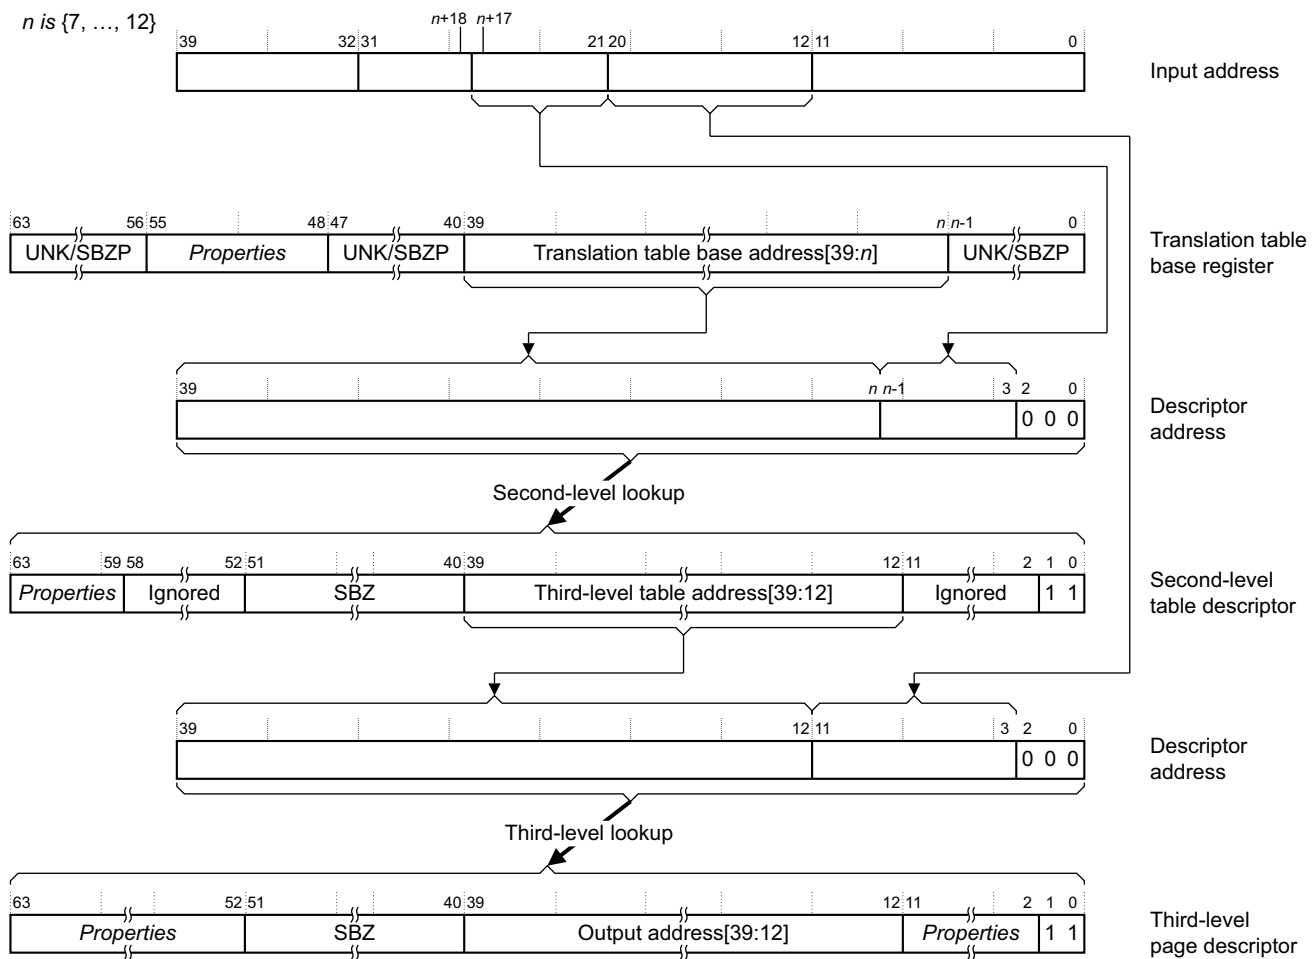 n is {7, …, 12}
n+18 n+17
39 32 31 21 20 12 11 0
Input address
63 56 55 48 47 40 39 n n-1 0
UNK/SBZP Properties UNK/SBZP Translation table base address[39:n] UNK/SBZP
Translation table
base register
39 n n-1 3 2 0
0 0 0
Descriptor
address
Second-level lookup
63 59 58 52 51 40 39 12 11 2 1 0
Properties Ignored SBZ Third-level table address[39:12] Ignored 1 1
Second-level
table descriptor
39 12 11 3 2 0
0 0 0
Descriptor
address
Third-level lookup
63 52 51 40 39 12 11 2 1 0
Properties SBZ Output address[39:12] Properties 1 1
Third-level
page descriptor